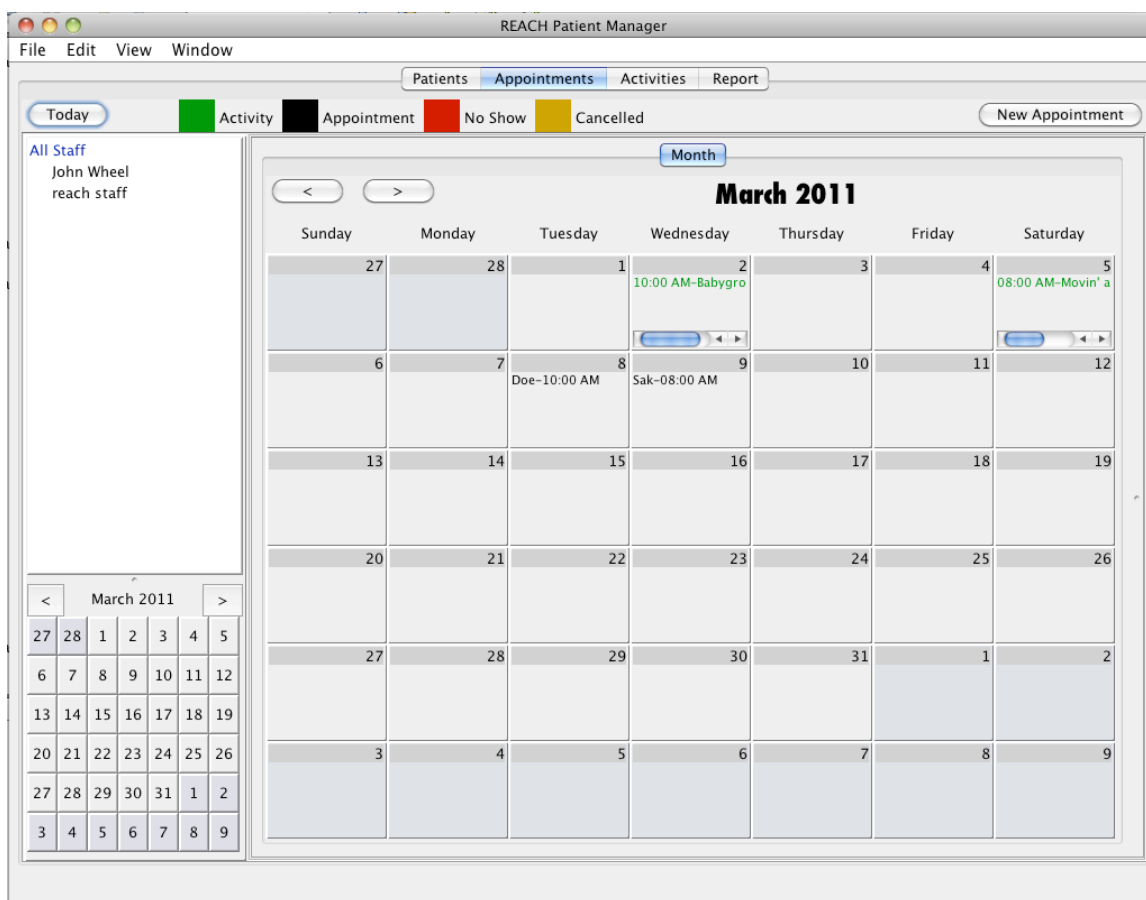 REACH Patient Manager
File Edit View Window
Patients Appointments Activities Report
Today Activity Appointment No Show Cancelled New Appointment
All Staff
John Wheel
reach staff
Month
< > March 2011
Sunday Monday Tuesday Wednesday Thursday Friday Saturday
27 28 1 2 3 4 5
10:00 AM-Babygro 08:00 AM-Movin' a
6 7 8 9 10 11 12
Doe-10:00 AM Sak-08:00 AM
13 14 15 16 17 18 19
20 21 22 23 24 25 26
27 28 29 30 31 1 2
3 4 5 6 7 8 9
< March 2011 >
27 28 1 2 3 4 5
6 7 8 9 10 11 12
13 14 15 16 17 18 19
20 21 22 23 24 25 26
27 28 29 30 31 1 2
3 4 5 6 7 8 9